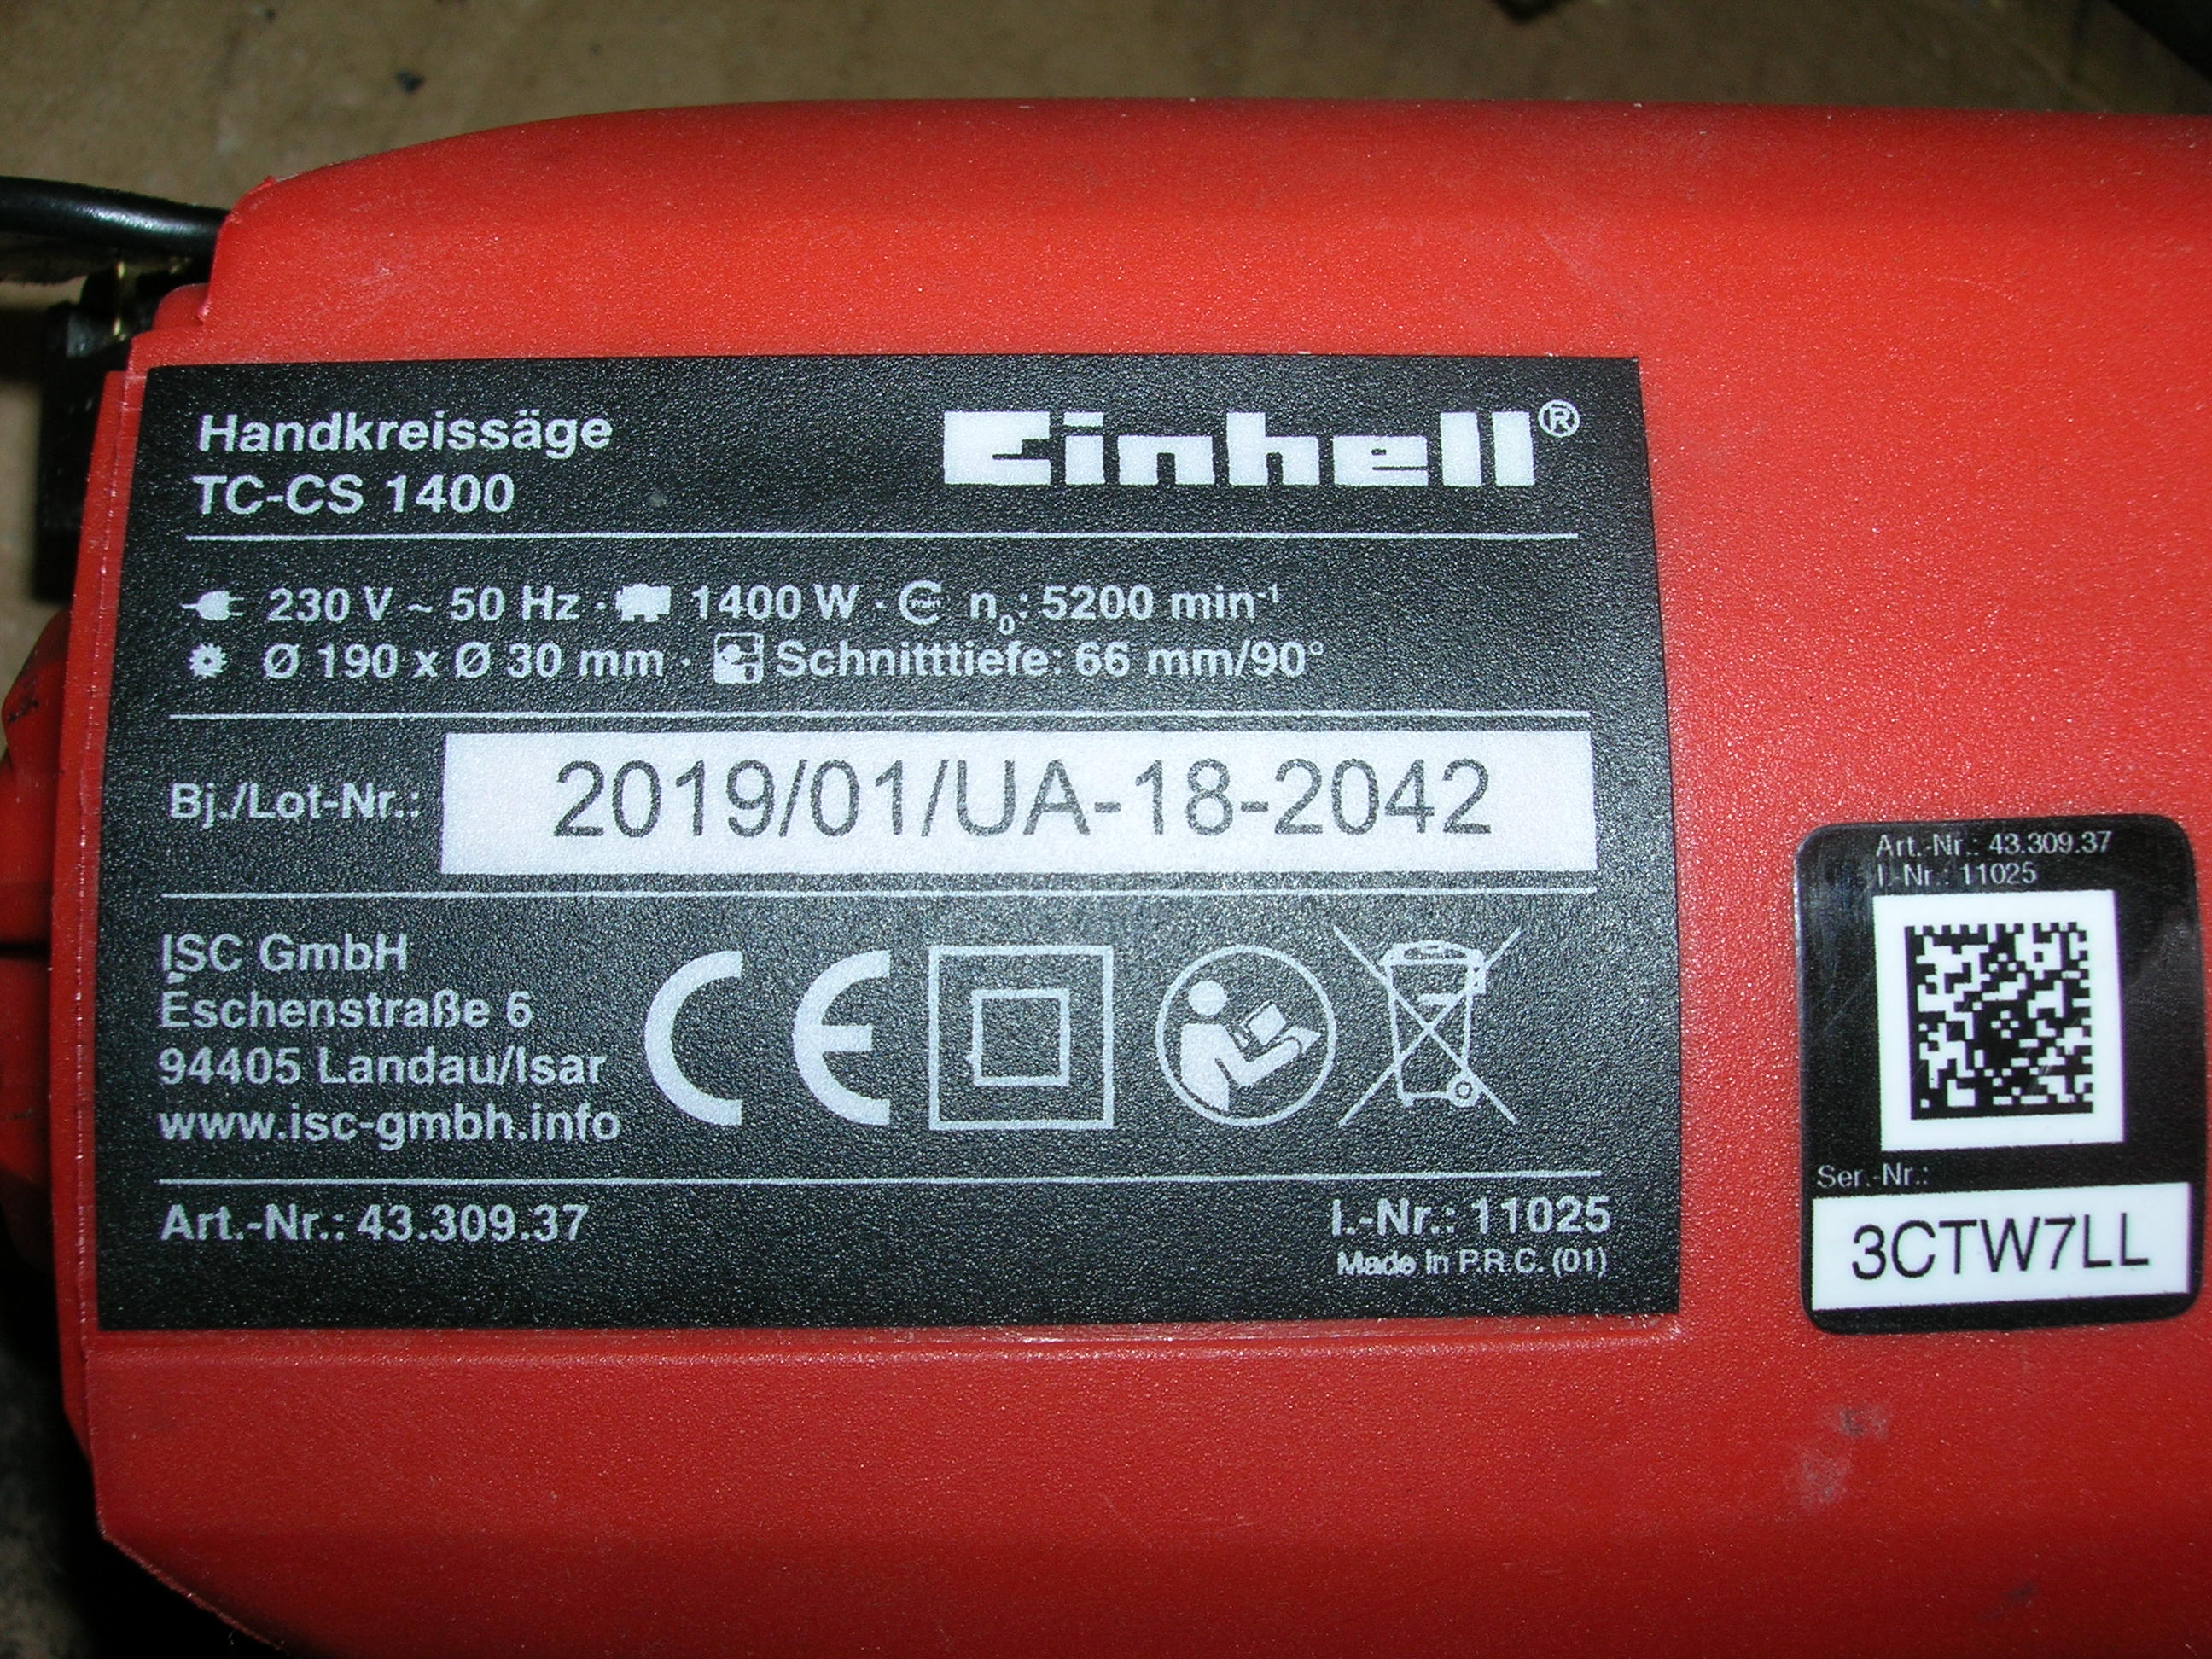 Handkreissäge
TC-CS 1400
Einhell®
230 V ~ 50 Hz · 1400 W · n₀: 5200 min⁻¹
Ø 190 x Ø 30 mm · Schnitttiefe: 66 mm/90°
Bj./Lot-Nr.: 2019/01/UA-18-2042
ISC GmbH
Eschenstraße 6
94405 Landau/Isar
www.isc-gmbh.info
CE
Art.-Nr.: 43.309.37
I.-Nr.: 11025
Made in P.R.C. (01)
Art.-Nr.: 43.309.37
I.-Nr.: 11025
Ser.-Nr.:
3CTW7LL